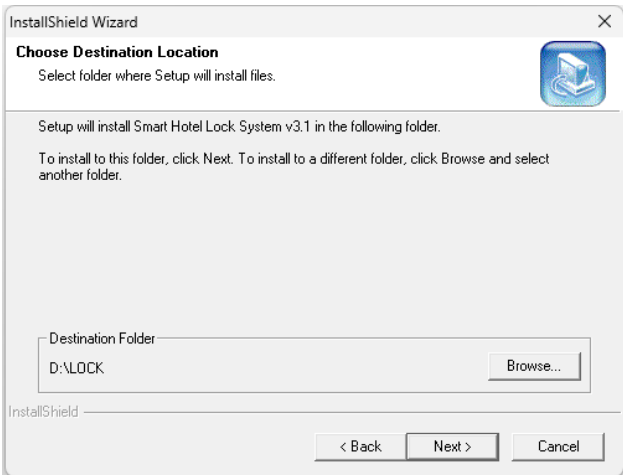 InstallShield Wizard
Choose Destination Location
Select folder where Setup will install files.
Setup will install Smart Hotel Lock System v3.1 in the following folder.
To install to this folder, click Next. To install to a different folder, click Browse and select
another folder.
Destination Folder
D:\LOCK
Browse...
InstallShield
< Back
Next >
Cancel